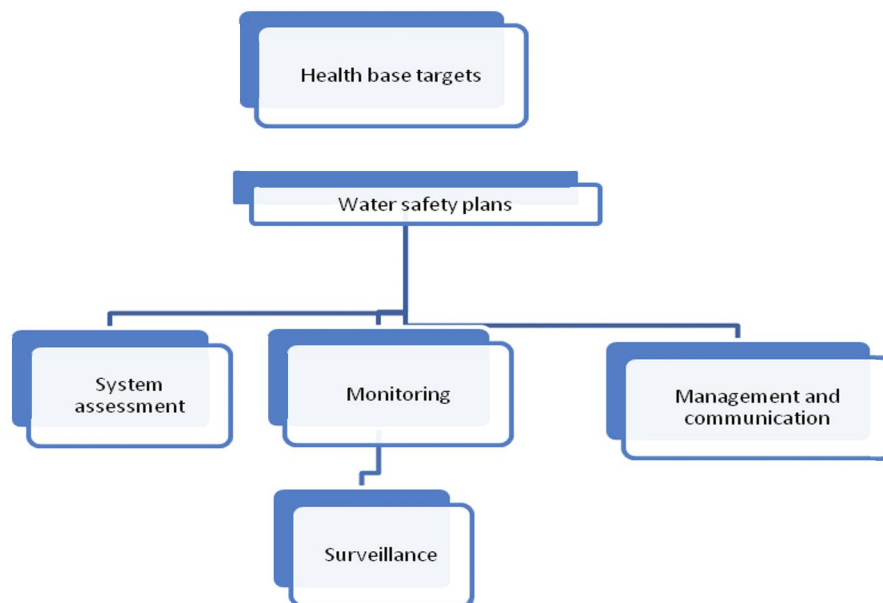 Health base targets
Water safety plans
System
assessment
Monitoring
Management and
communication
Surveillance